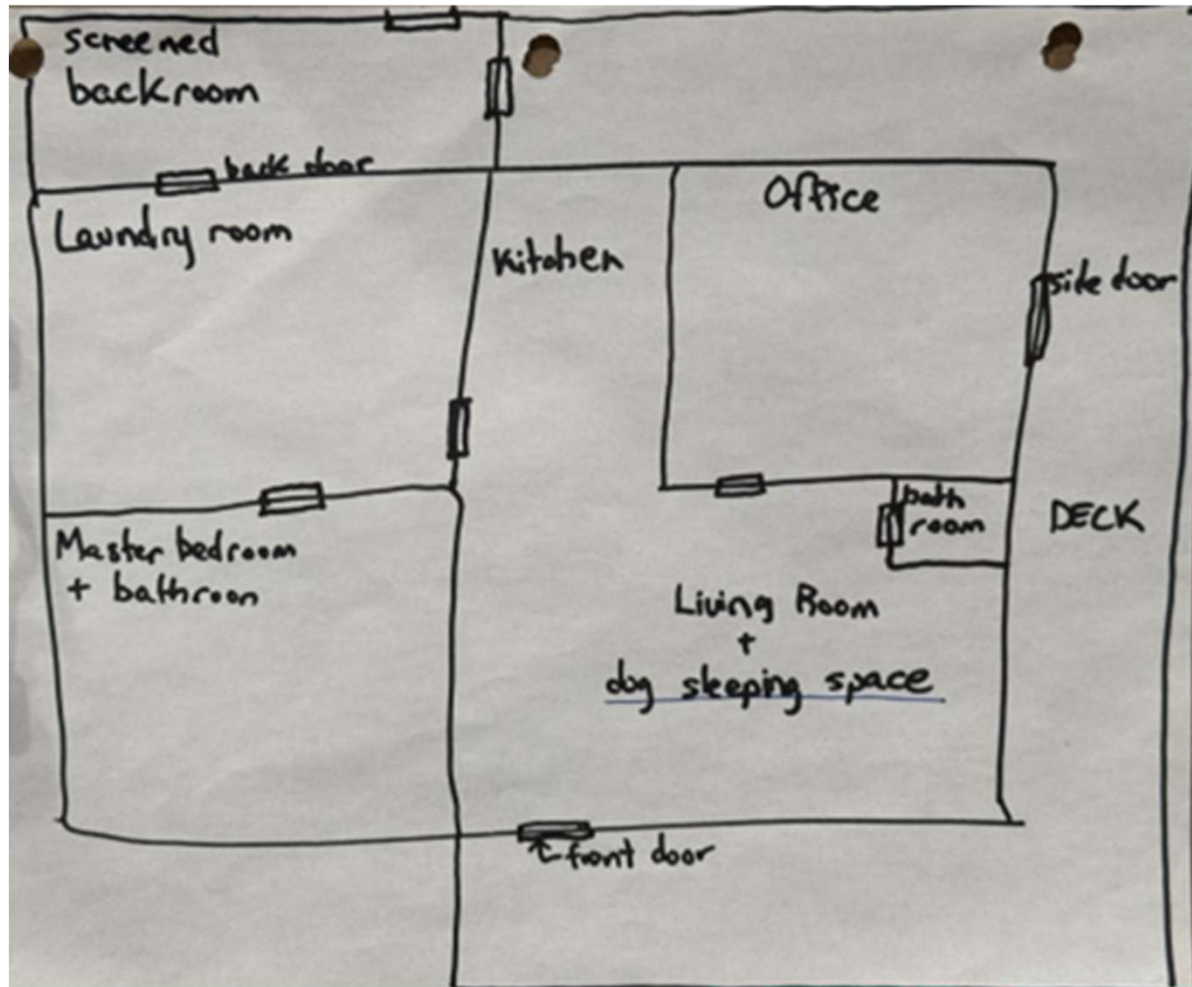 screened
backroom
back door
Laundry room
Kitchen
Office
side door
Master bedroom
+ bathroon
bath
room
DECK
Living Room
+
dog sleeping space
←front door